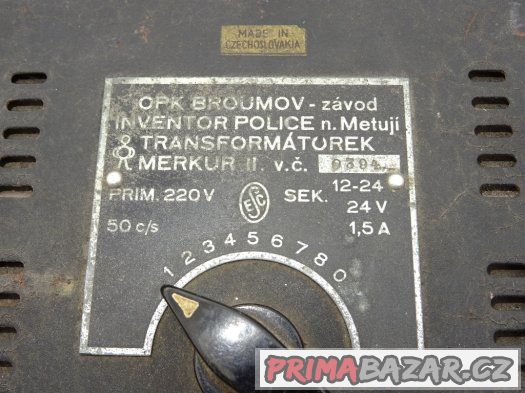 MADE IN
CZECHOSLOVAKIA
OPK BROUMOV - závod
INVENTOR POLICE n. Metují
TRANSFORMÁTOREK
MERKUR II. v.č.
PRIM. 220 V
ESC
SEK. 12-24
24 V
50 c/s
1,5 A
1 2 3 4 5 6 7 8 0
PRIMABAZAR.CZ